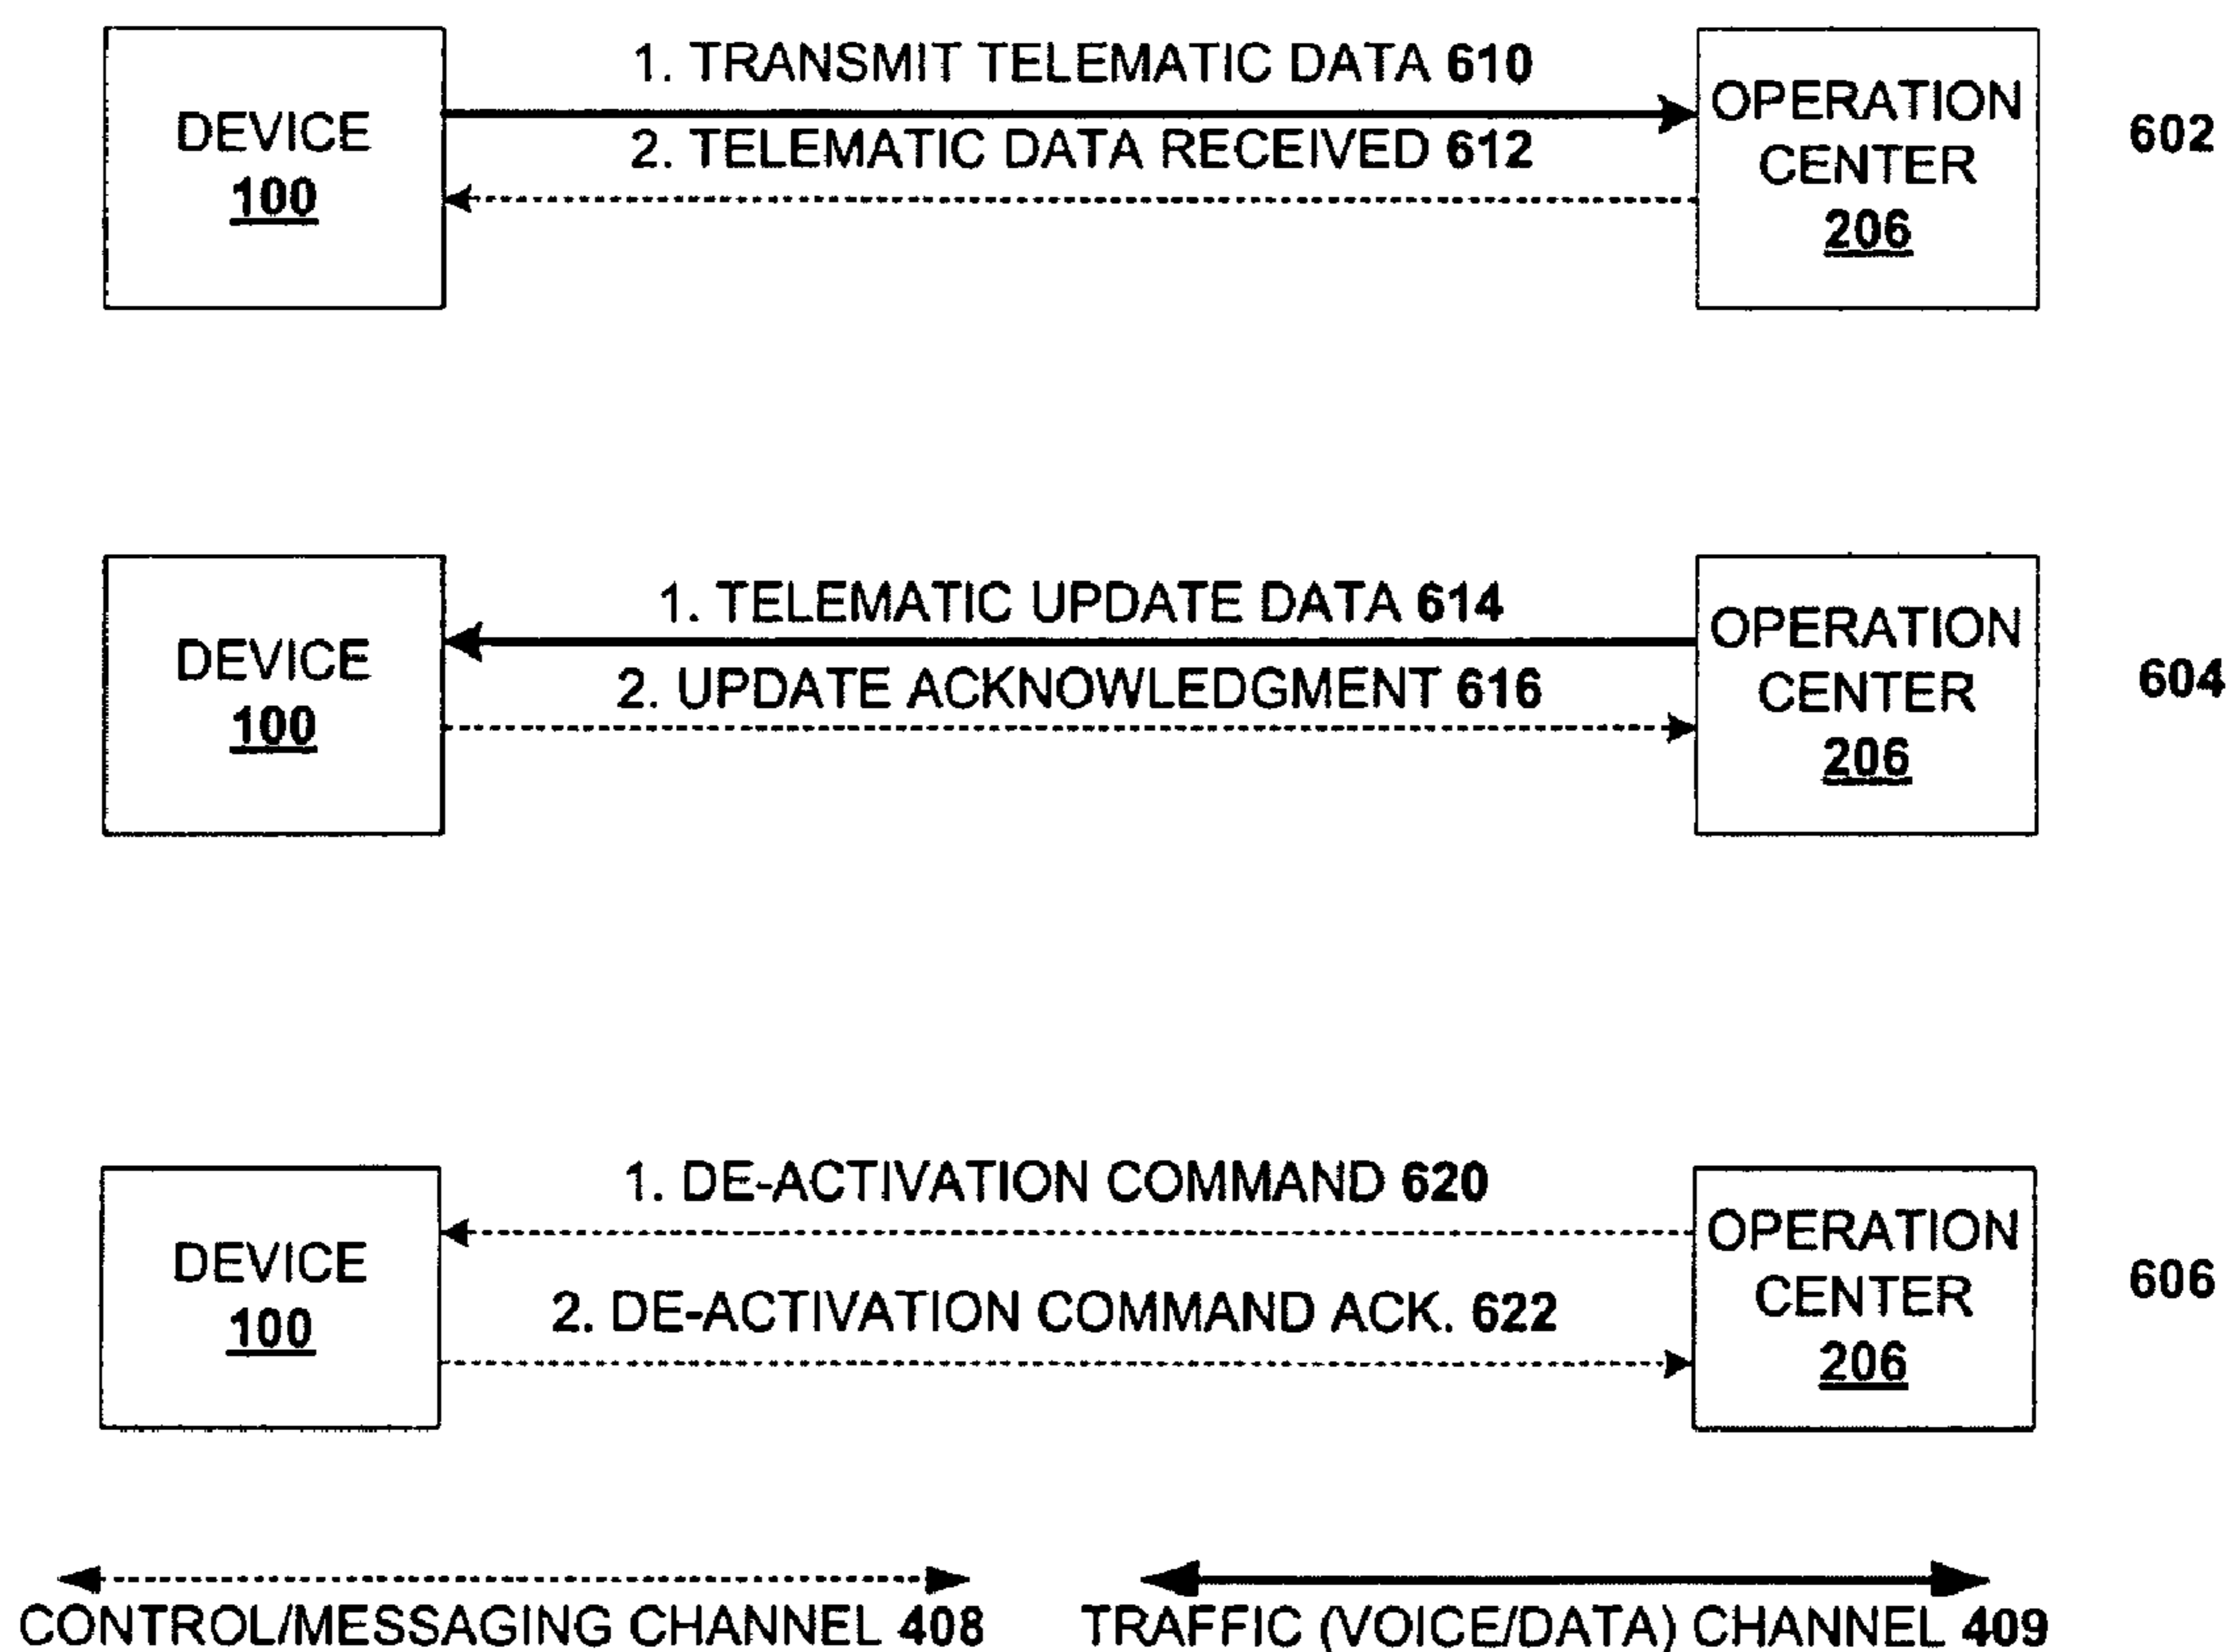 1. TRANSMIT TELEMATIC DATA 610
DEVICE
100
2. TELEMATIC DATA RECEIVED 612
OPERATION
CENTER
206
602
1. TELEMATIC UPDATE DATA 614
DEVICE
100
2. UPDATE ACKNOWLEDGMENT 616
OPERATION
CENTER
206
604
1. DE-ACTIVATION COMMAND 620
DEVICE
100
2. DE-ACTIVATION COMMAND ACK. 622
OPERATION
CENTER
206
606
CONTROL/MESSAGING CHANNEL 408
TRAFFIC (VOICE/DATA) CHANNEL 409